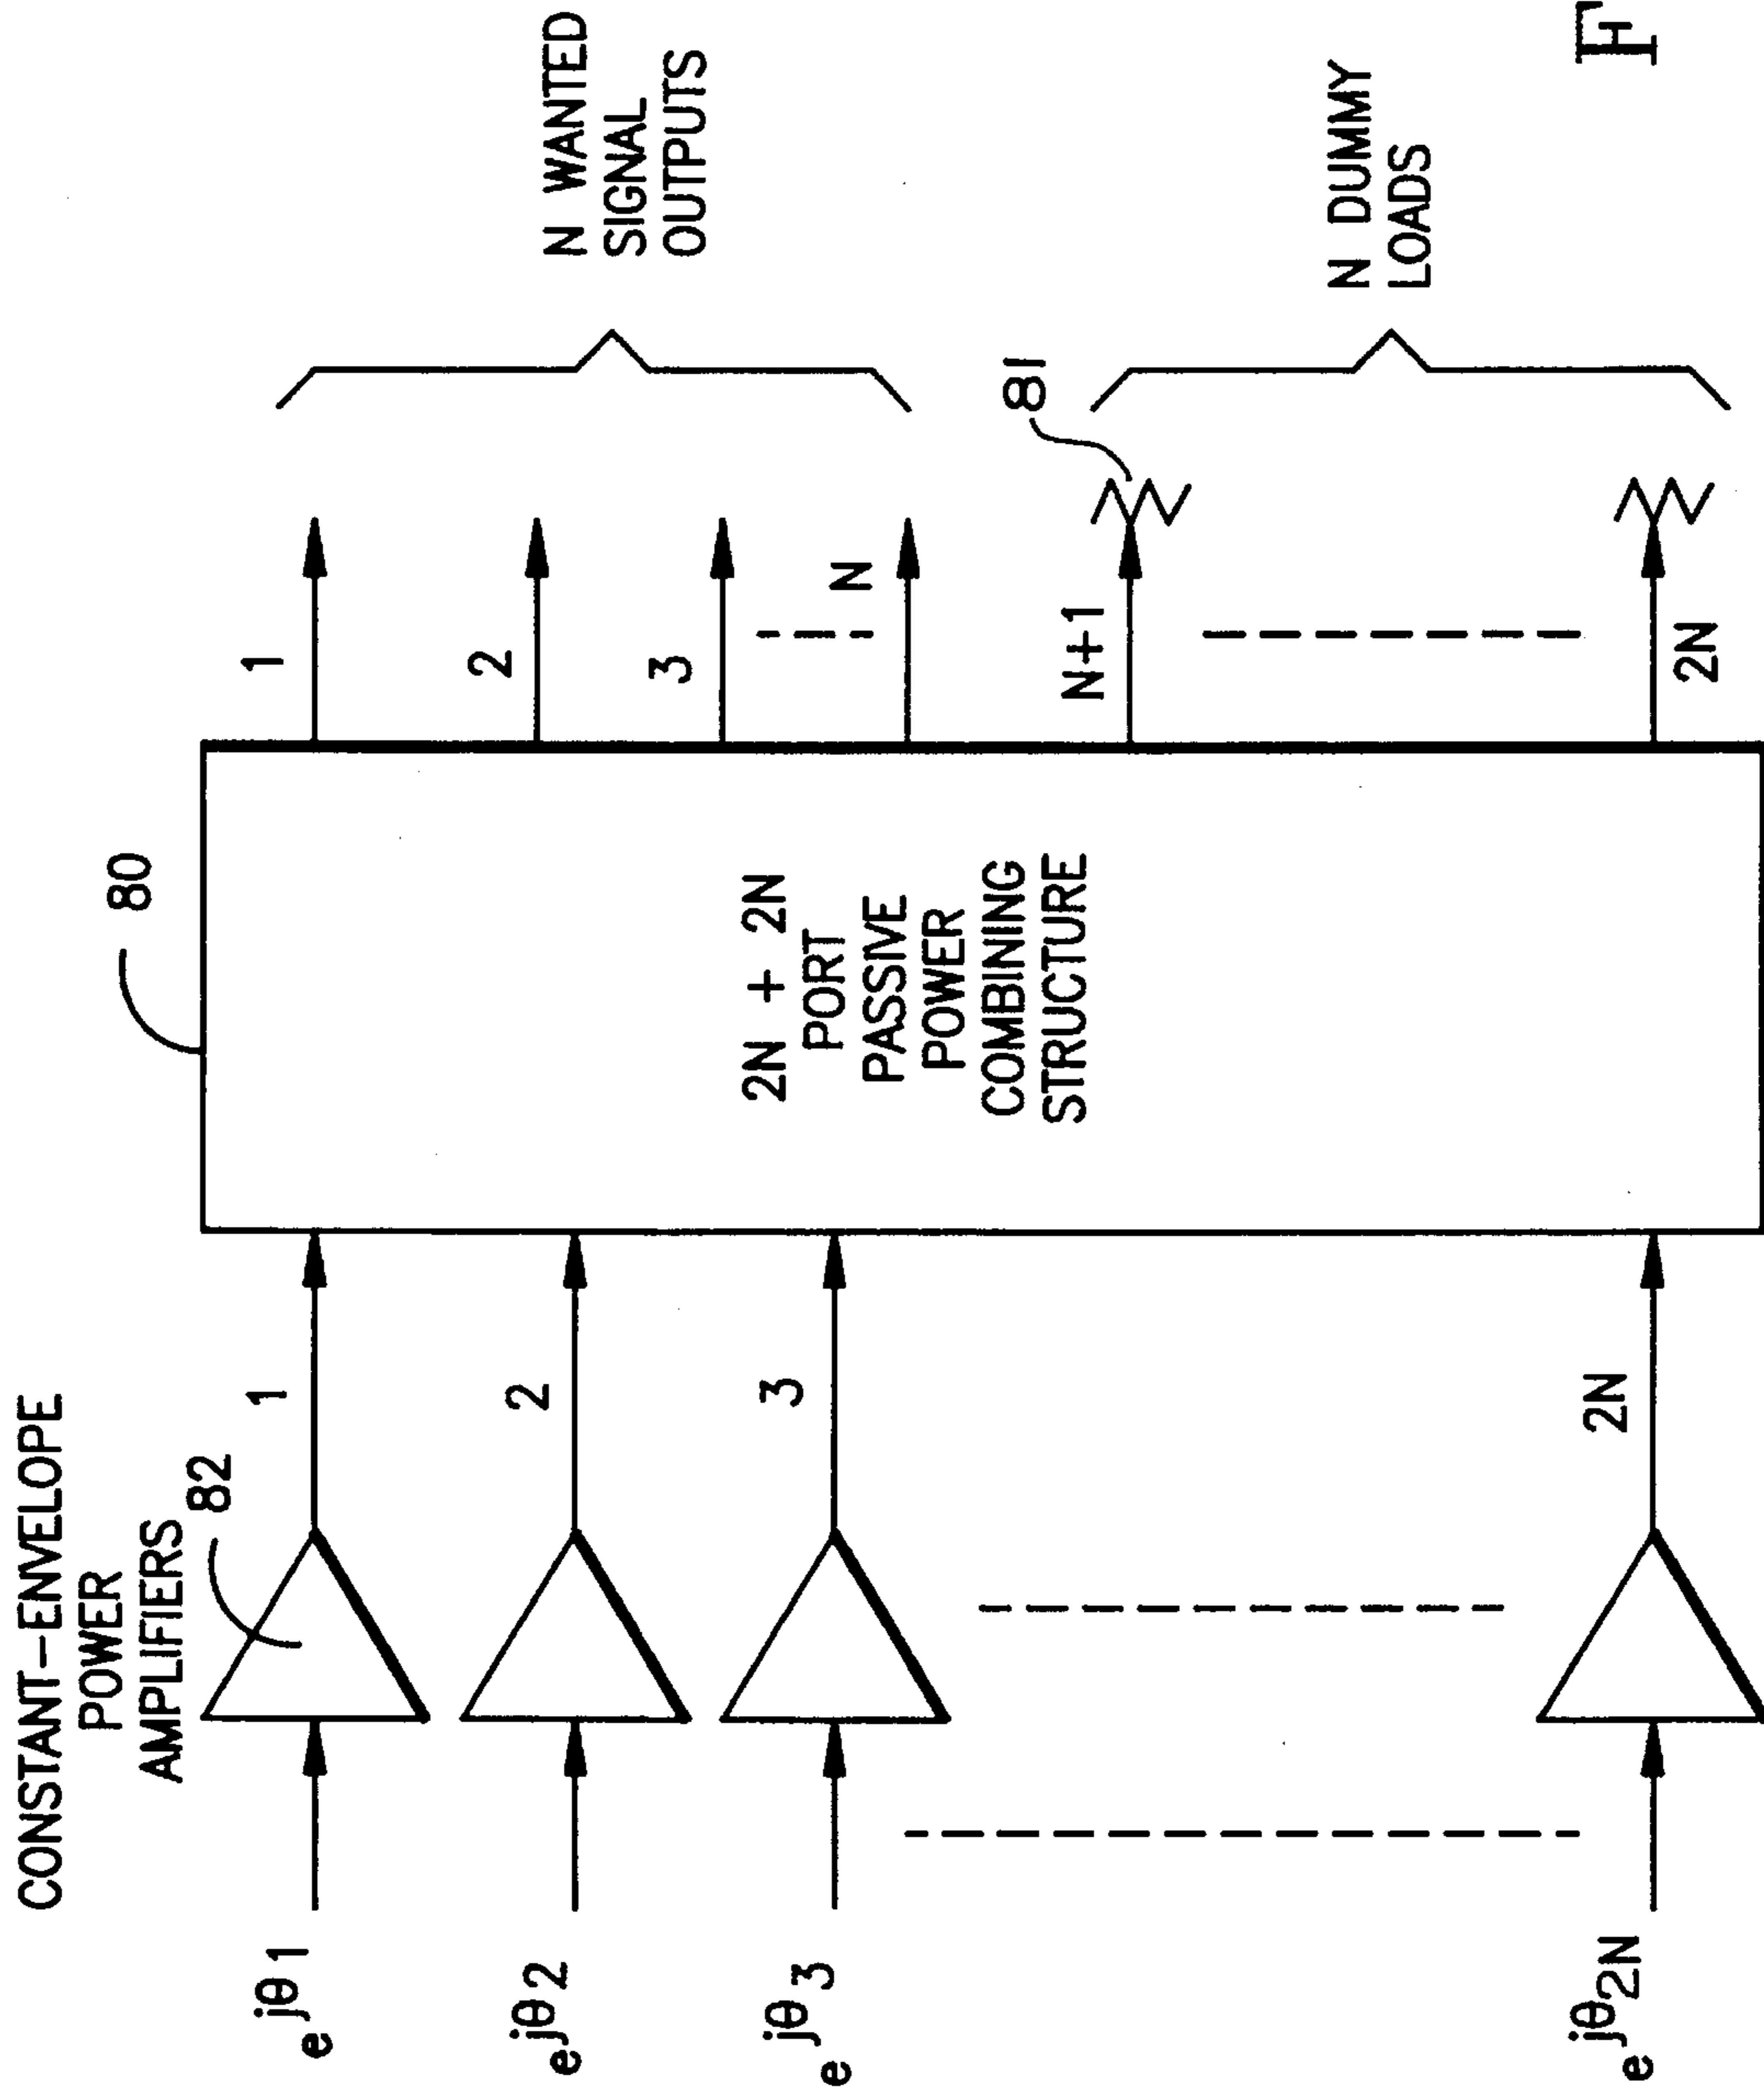 CONSTANT-ENVELOPE
POWER
AMPLIFIERS
82
80
e^jθ1
1
e^jθ2
2
e^jθ3
3
e^jθ2N
2N
2N + 2N
PORT
PASSIVE
POWER
COMBINING
STRUCTURE
1
2
3
N
N+1
2N
81
N WANTED
SIGNAL
OUTPUTS
N DUMMY
LOADS
F